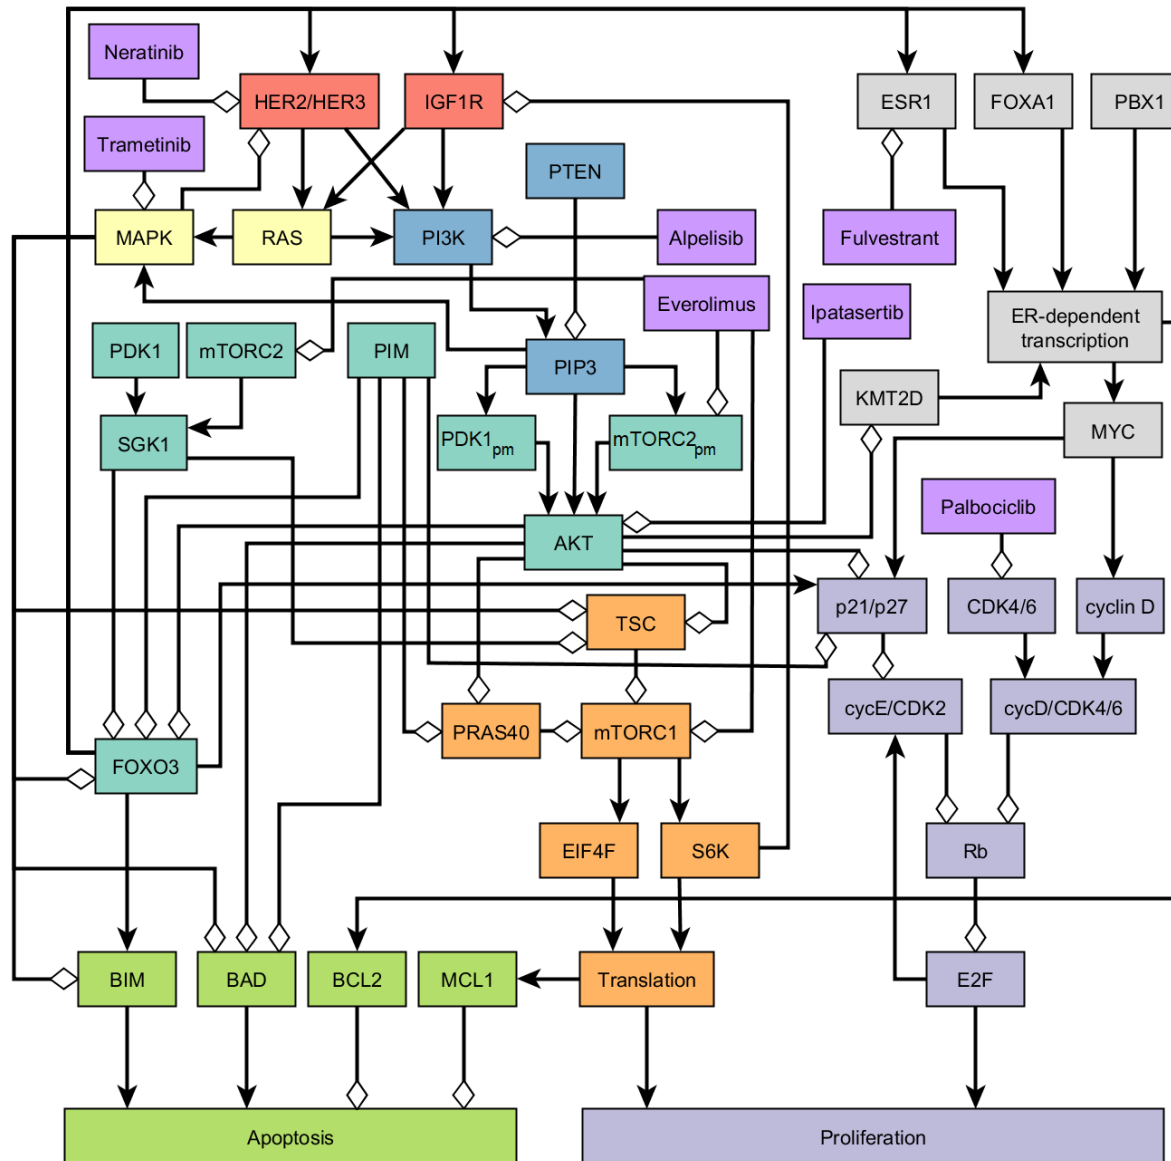 Neratinib
HER2/HER3
IGF1R
ESR1
FOXA1
PBX1
Trametinib
PTEN
MAPK
RAS
PI3K
Alpelisib
Fulvestrant
Everolimus
Ipatasertib
ER-dependent
transcription
PDK1
mTORC2
PIM
PIP3
KMT2D
SGK1
PDK1pm
mTORC2pm
MYC
Palbociclib
AKT
p21/p27
CDK4/6
cyclin D
TSC
cycE/CDK2
cycD/CDK4/6
PRAS40
mTORC1
FOXO3
EIF4F
S6K
Rb
BIM
BAD
BCL2
MCL1
Translation
E2F
Apoptosis
Proliferation